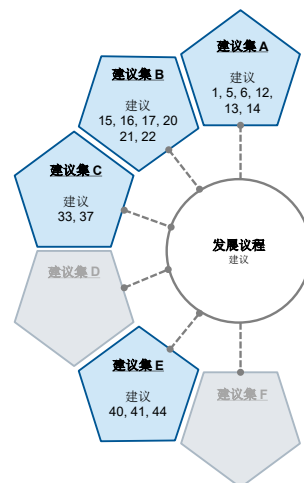 建议集 A
建议
1, 5, 6, 12,
13, 14
建议集 B
建议
15, 16, 17, 20
21, 22
建议集 C
建议
33, 37
发展议程
建议
建议集 D
建议集 E
建议
40, 41, 44
建议集 F